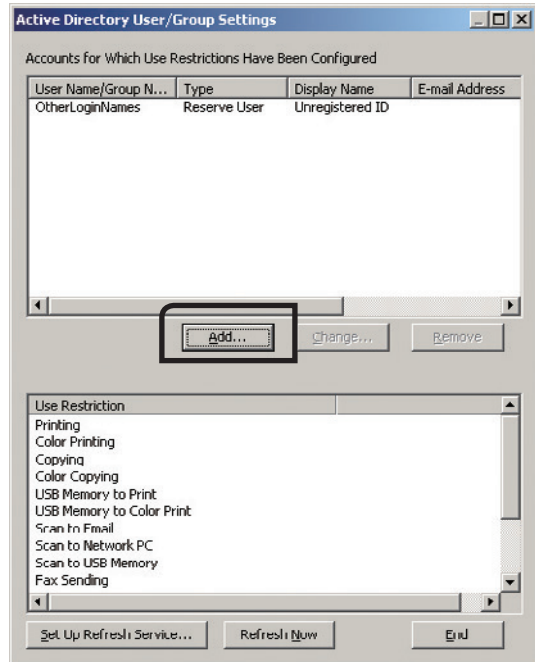 Active Directory User/Group Settings
Accounts for Which Use Restrictions Have Been Configured
User Name/Group N... Type Display Name E-mail Address
OtherLoginNames Reserve User Unregistered ID
Add... Change... Remove
Use Restriction
Printing
Color Printing
Copying
Color Copying
USB Memory to Print
USB Memory to Color Print
Scan to Email
Scan to Network PC
Scan to USB Memory
Fax Sending
Set Up Refresh Service... Refresh Now End